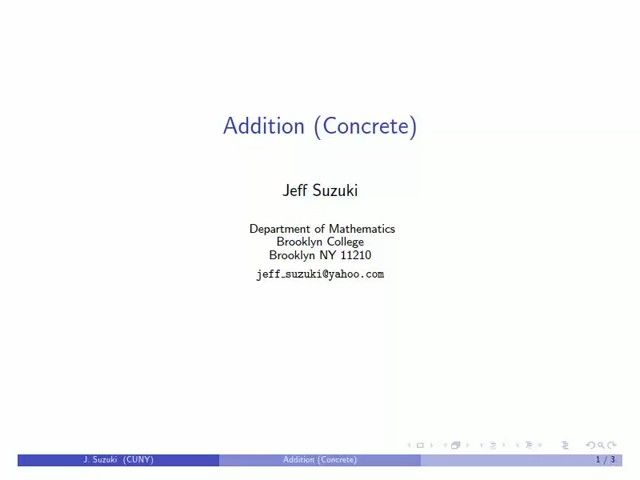 Addition (Concrete)
Jeff Suzuki
Department of Mathematics
Brooklyn College
Brooklyn NY 11210
jeff_suzuki@yahoo.com
J. Suzuki (CUNY)
Addition (Concrete)
1 / 3